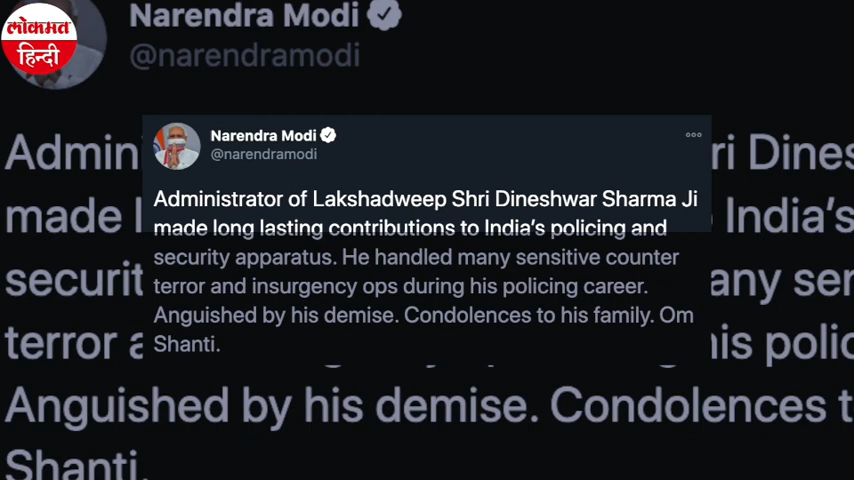 लोकमत
हिन्दी
Narendra Modi
@narendramodi
Narendra Modi
@narendramodi
Administrator of Lakshadweep Shri Dineshwar Sharma Ji
made long lasting contributions to India's policing and
security apparatus. He handled many sensitive counter
terror and insurgency ops during his policing career.
Anguished by his demise. Condolences to his family. Om
Shanti.
Anguished by his demise. Condolences
Shanti.